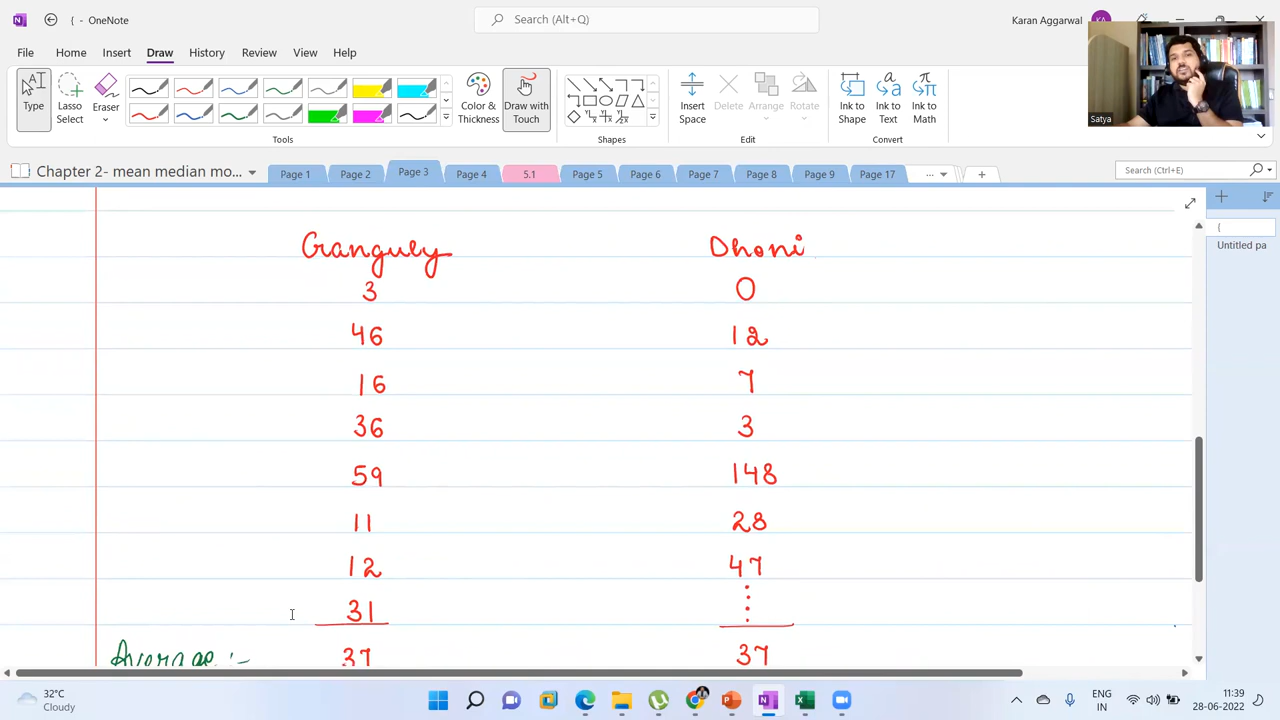 { - OneNote
Search (Alt+Q)
Karan Aggarwal
KA
File Home Insert Draw History Review View Help
Type
Lasso Select
Eraser
Color & Thickness
Draw with Touch
Insert Space
Delete
Arrange
Rotate
Ink to Shape
Ink to Text
Ink to Math
Tools
Shapes
Edit
Convert
Satya
Chapter 2- mean median mo...
Page 1 Page 2 Page 3 Page 4 5.1 Page 5 Page 6 Page 7 Page 8 Page 9 Page 17 ...
Search (Ctrl+E)
{
Untitled pa
Ganguly Dhoni
3 0
46 12
16 7
36 3
59 148
11 28
12 47
31
Average :- 37 37
32°C
Cloudy
ENG
IN
11:39
28-06-2022